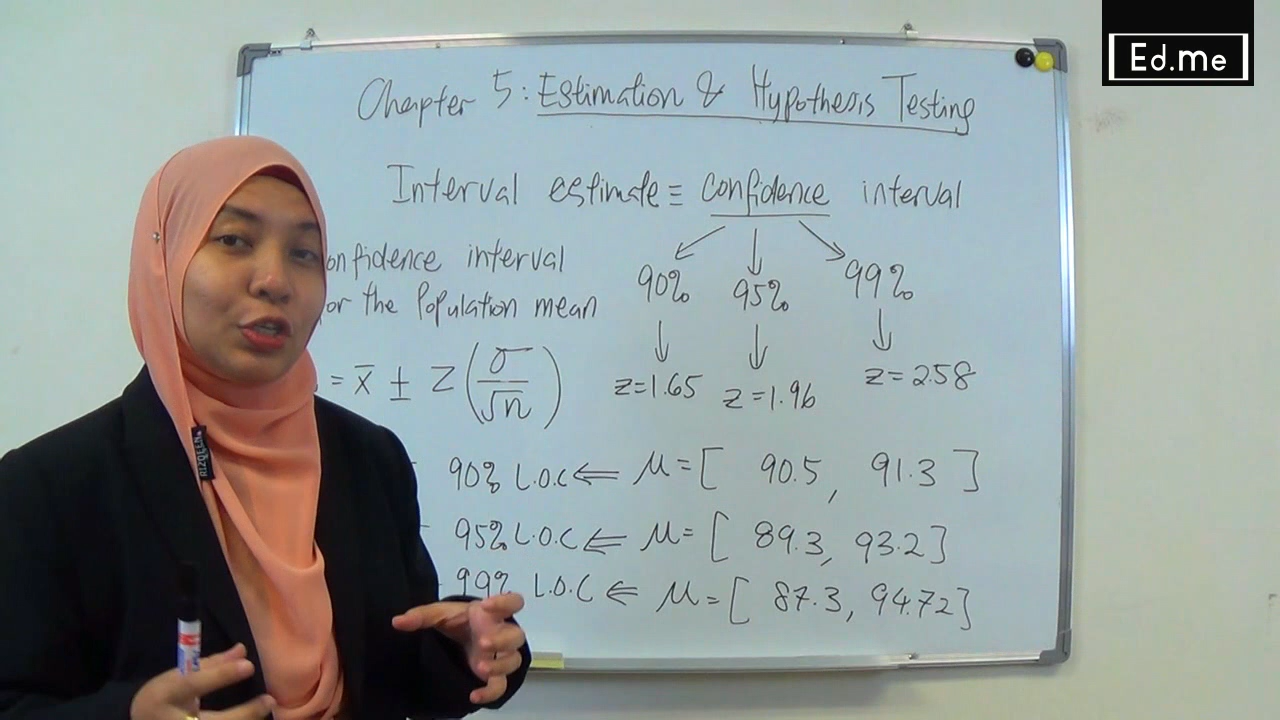 Ed.me
Chapter 5: Estimation & Hypothesis Testing
Interval estimate ≡ confidence interval
onfidence interval
or the Population mean
= x̄ ± Z(σ/√n)
90% 95% 99%
z=1.65 z=1.96 z=2.58
90% L.O.C ⇐ μ=[ 90.5, 91.3 ]
95% L.O.C ⇐ μ=[ 89.3, 93.2]
99% L.O.C ⇐ μ=[ 87.3, 94.72]
RIZQEEN